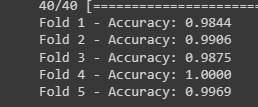 40/40 [========================
Fold 1 - Accuracy: 0.9844
Fold 2 - Accuracy: 0.9906
Fold 3 - Accuracy: 0.9875
Fold 4 - Accuracy: 1.0000
Fold 5 - Accuracy: 0.9969